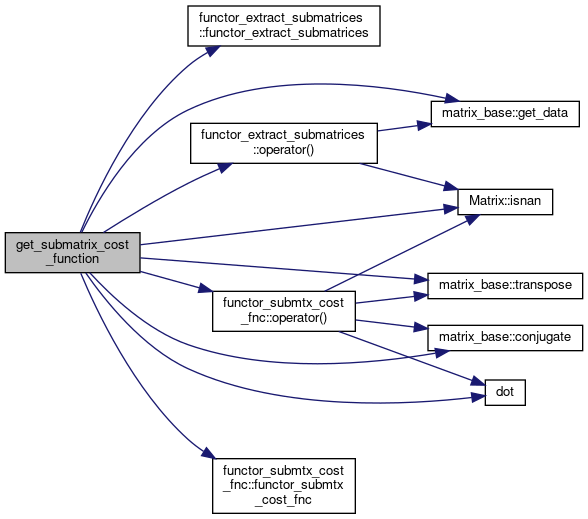 functor_extract_submatrices
::functor_extract_submatrices
matrix_base::get_data
functor_extract_submatrices
::operator()
Matrix::isnan
get_submatrix_cost
_function
matrix_base::transpose
functor_submtx_cost
_fnc::operator()
matrix_base::conjugate
dot
functor_submtx_cost
_fnc::functor_submtx
_cost_fnc